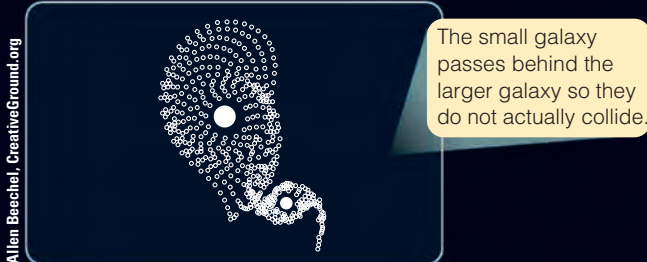 Allen Beechel, CreativeGround.org
The small galaxy
passes behind the
larger galaxy so they
do not actually collide.